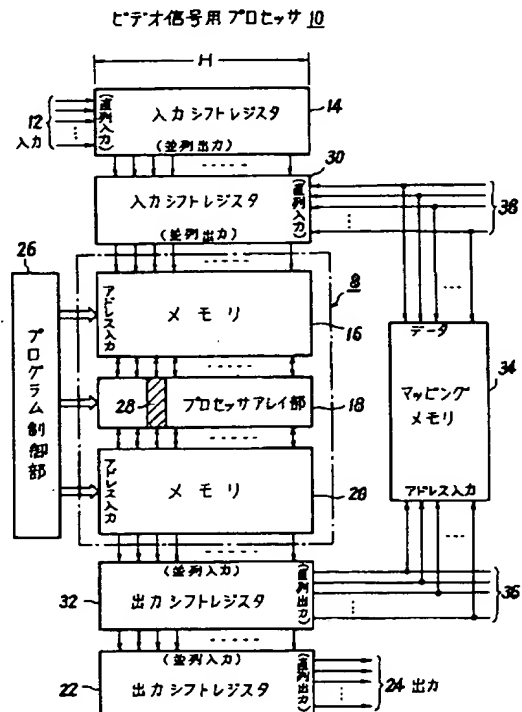 ビデオ信号用プロセッサ 10
H
12
入力
(直列入力)
入力シフトレジスタ
(並列出力)
14
30
入力シフトレジスタ
(並列出力)
(直列入力)
38
26
プログラム制御部
8
アドレス入力
メモリ
16
28
プロセッサアレイ部
18
アドレス入力
メモリ
20
データ
マッピング
メモリ
アドレス入力
34
(並列入力)
32
出力シフトレジスタ
(直列出力)
36
(並列入力)
22
出力シフトレジスタ
(直列出力)
24 出力